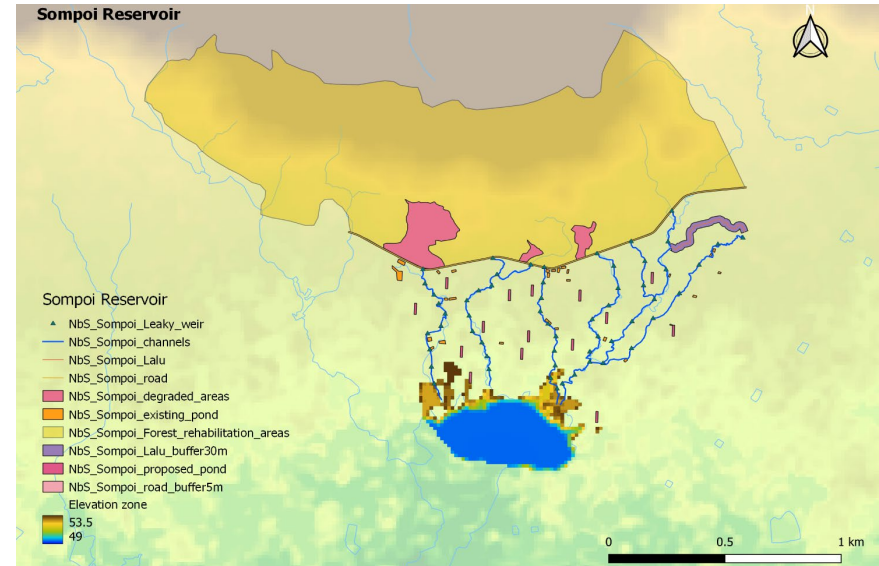 Sompoi Reservoir
N
Sompoi Reservoir
NbS_Sompoi_Leaky_weir
NbS_Sompoi_channels
NbS_Sompoi_Lalu
NbS_Sompoi_road
NbS_Sompoi_degraded_areas
NbS_Sompoi_existing_pond
NbS_Sompoi_Forest_rehabilitation_areas
NbS_Sompoi_Lalu_buffer30m
NbS_Sompoi_proposed_pond
NbS_Sompoi_road_buffer5m
Elevation zone
53.5
49
0 0.5 1 km